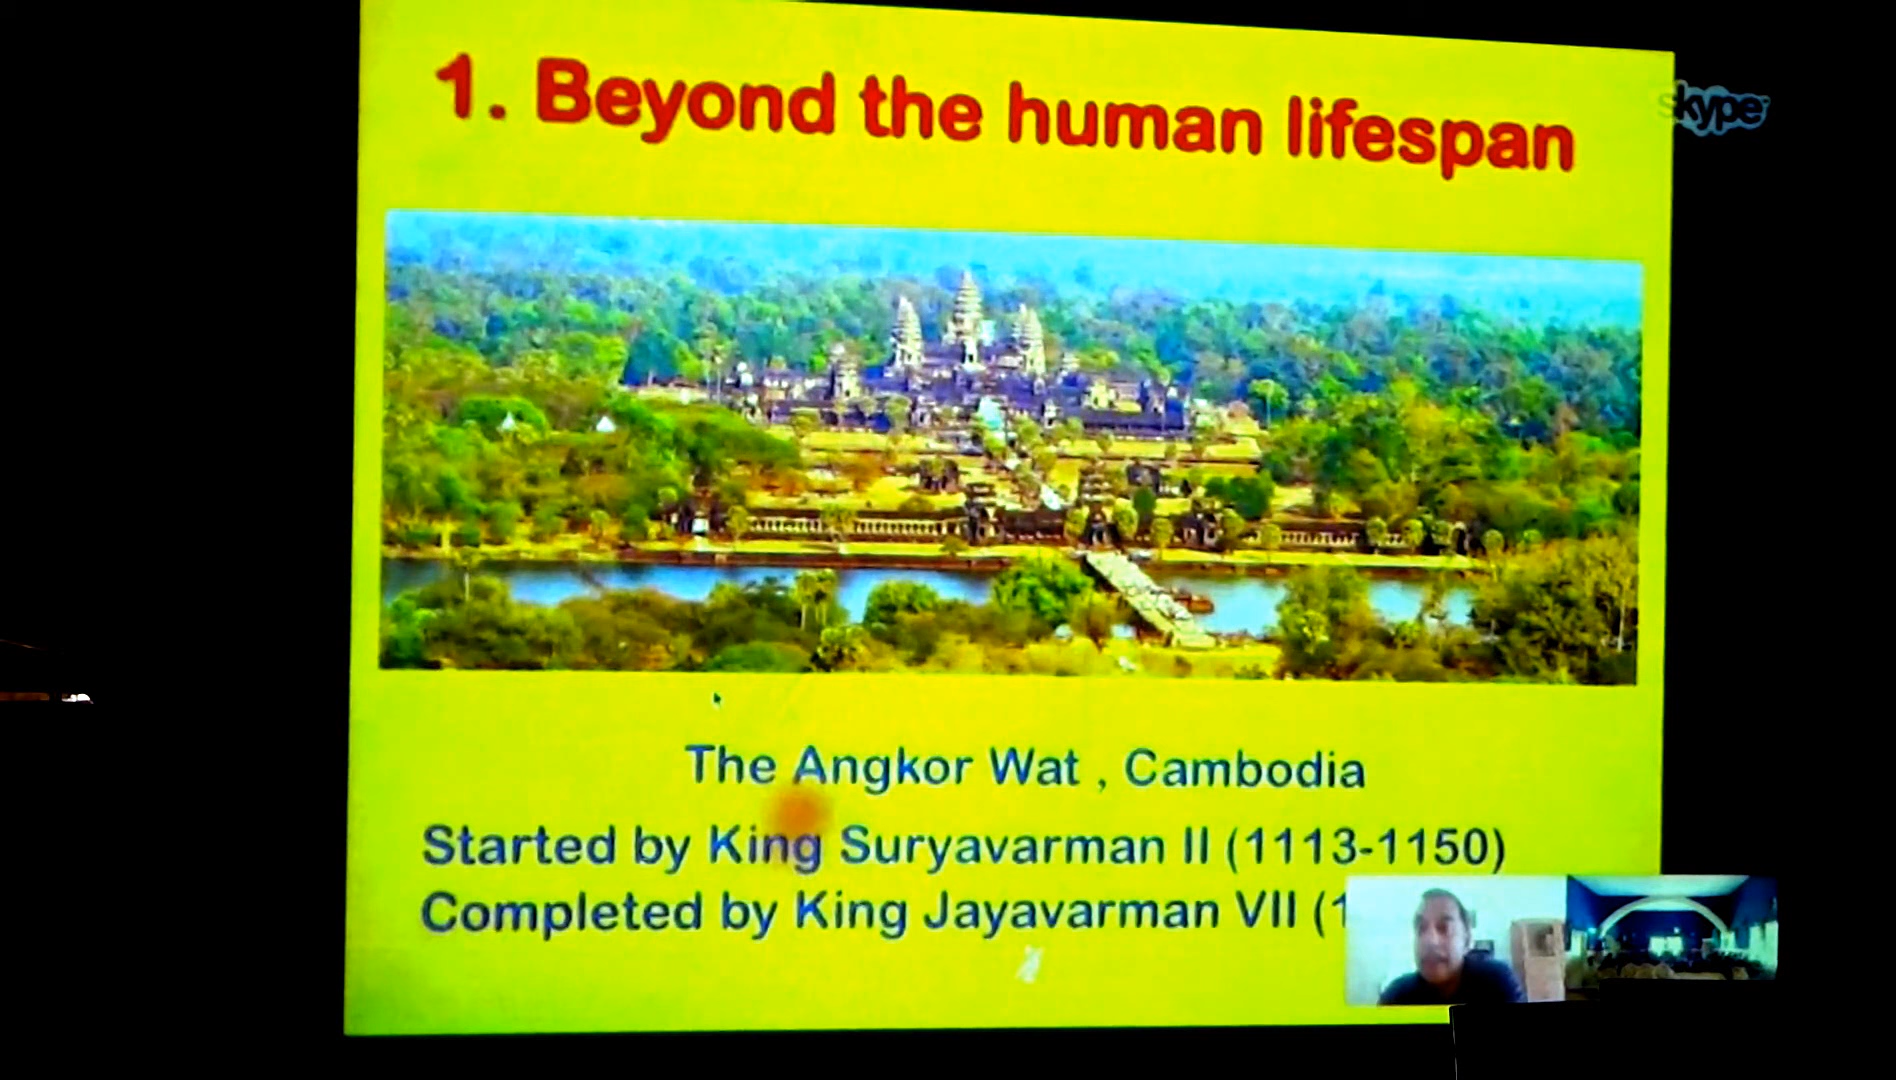 1. Beyond the human lifespan
skype
The Angkor Wat , Cambodia
Started by King Suryavarman II (1113-1150)
Completed by King Jayavarman VII (1